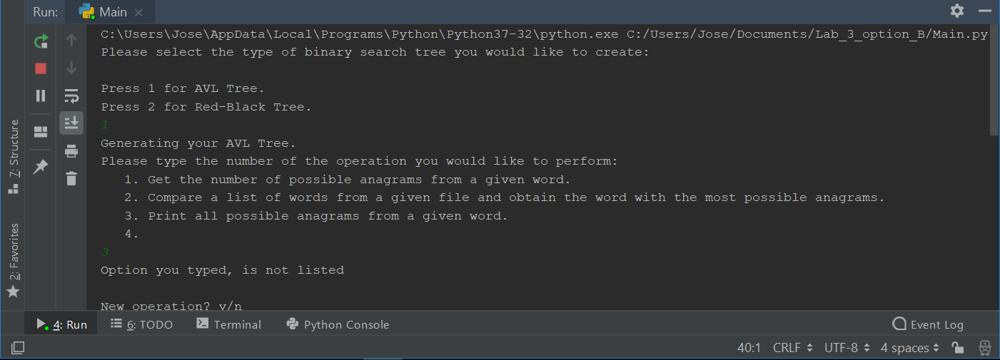 Run: Main
C:\Users\Jose\AppData\Local\Programs\Python\Python37-32\python.exe C:/Users/Jose/Documents/Lab_3_option_B/Main.py
Please select the type of binary search tree you would like to create:
Press 1 for AVL Tree.
Press 2 for Red-Black Tree.
1
Generating your AVL Tree.
Please type the number of the operation you would like to perform:
1. Get the number of possible anagrams from a given word.
2. Compare a list of words from a given file and obtain the word with the most possible anagrams.
3. Print all possible anagrams from a given word.
4.
3
Option you typed, is not listed
New operation? y/n
7: Structure
2: Favorites
4: Run 6: TODO Terminal Python Console Event Log
40:1 CRLF UTF-8 4 spaces